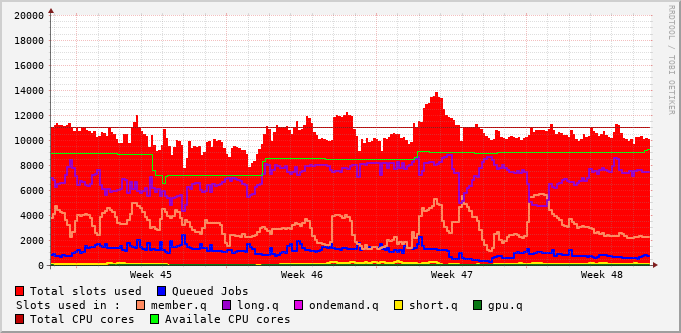 RRDTOOL / TOBI OETIKER
20000
18000
16000
14000
12000
10000
8000
6000
4000
2000
0
Week 45 Week 46 Week 47 Week 48
Total slots used Queued Jobs
Slots used in : member.q long.q ondemand.q short.q gpu.q
Total CPU cores Availale CPU cores